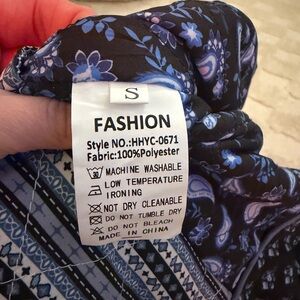 S
FASHION
Style NO.:HHYC-0671
Fabric:100%Polyester
MACHINE WASHABLE
LOW TEMPERATURE
IRONING
NOT DRY CLEANABLE
DO NOT TUMBLE DRY
DO NOT BLEACH
MADE IN CHINA